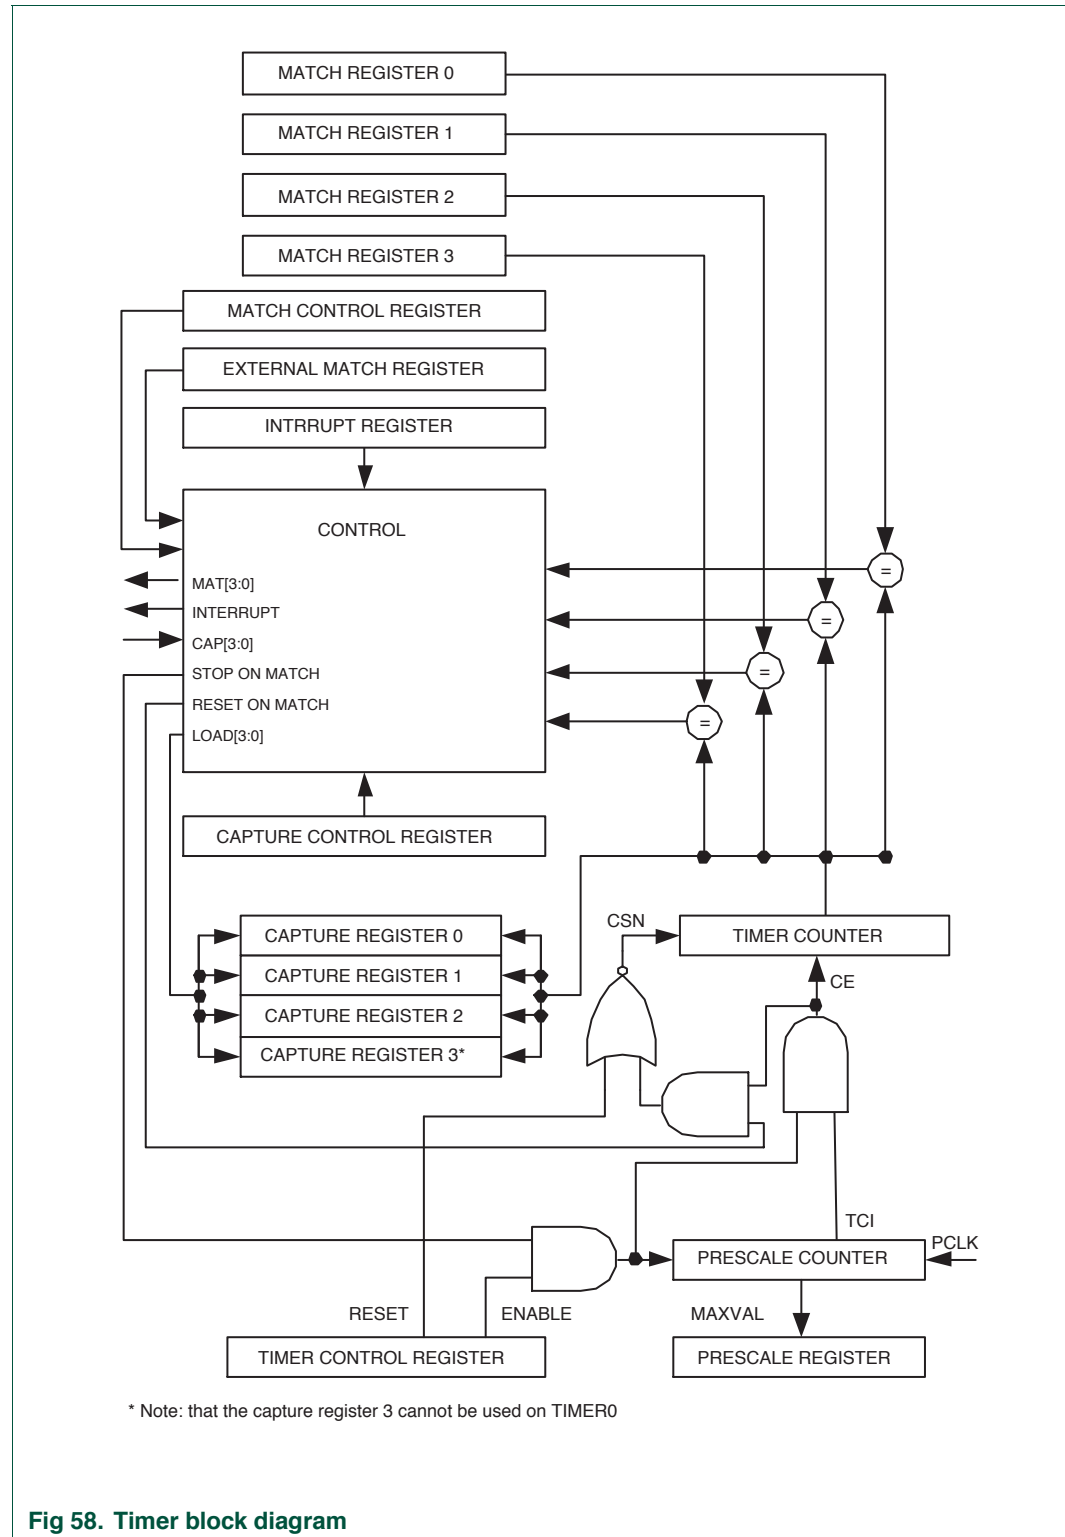 MATCH REGISTER 0
MATCH REGISTER 1
MATCH REGISTER 2
MATCH REGISTER 3
MATCH CONTROL REGISTER
EXTERNAL MATCH REGISTER
INTRRUPT REGISTER
CONTROL
MAT[3:0]
INTERRUPT
CAP[3:0]
STOP ON MATCH
RESET ON MATCH
LOAD[3:0]
=
=
=
=
CAPTURE CONTROL REGISTER
CAPTURE REGISTER 0
CAPTURE REGISTER 1
CAPTURE REGISTER 2
CAPTURE REGISTER 3*
CSN
TIMER COUNTER
CE
TCI
PCLK
PRESCALE COUNTER
RESET
ENABLE
MAXVAL
TIMER CONTROL REGISTER
PRESCALE REGISTER
* Note: that the capture register 3 cannot be used on TIMER0
Fig 58. Timer block diagram